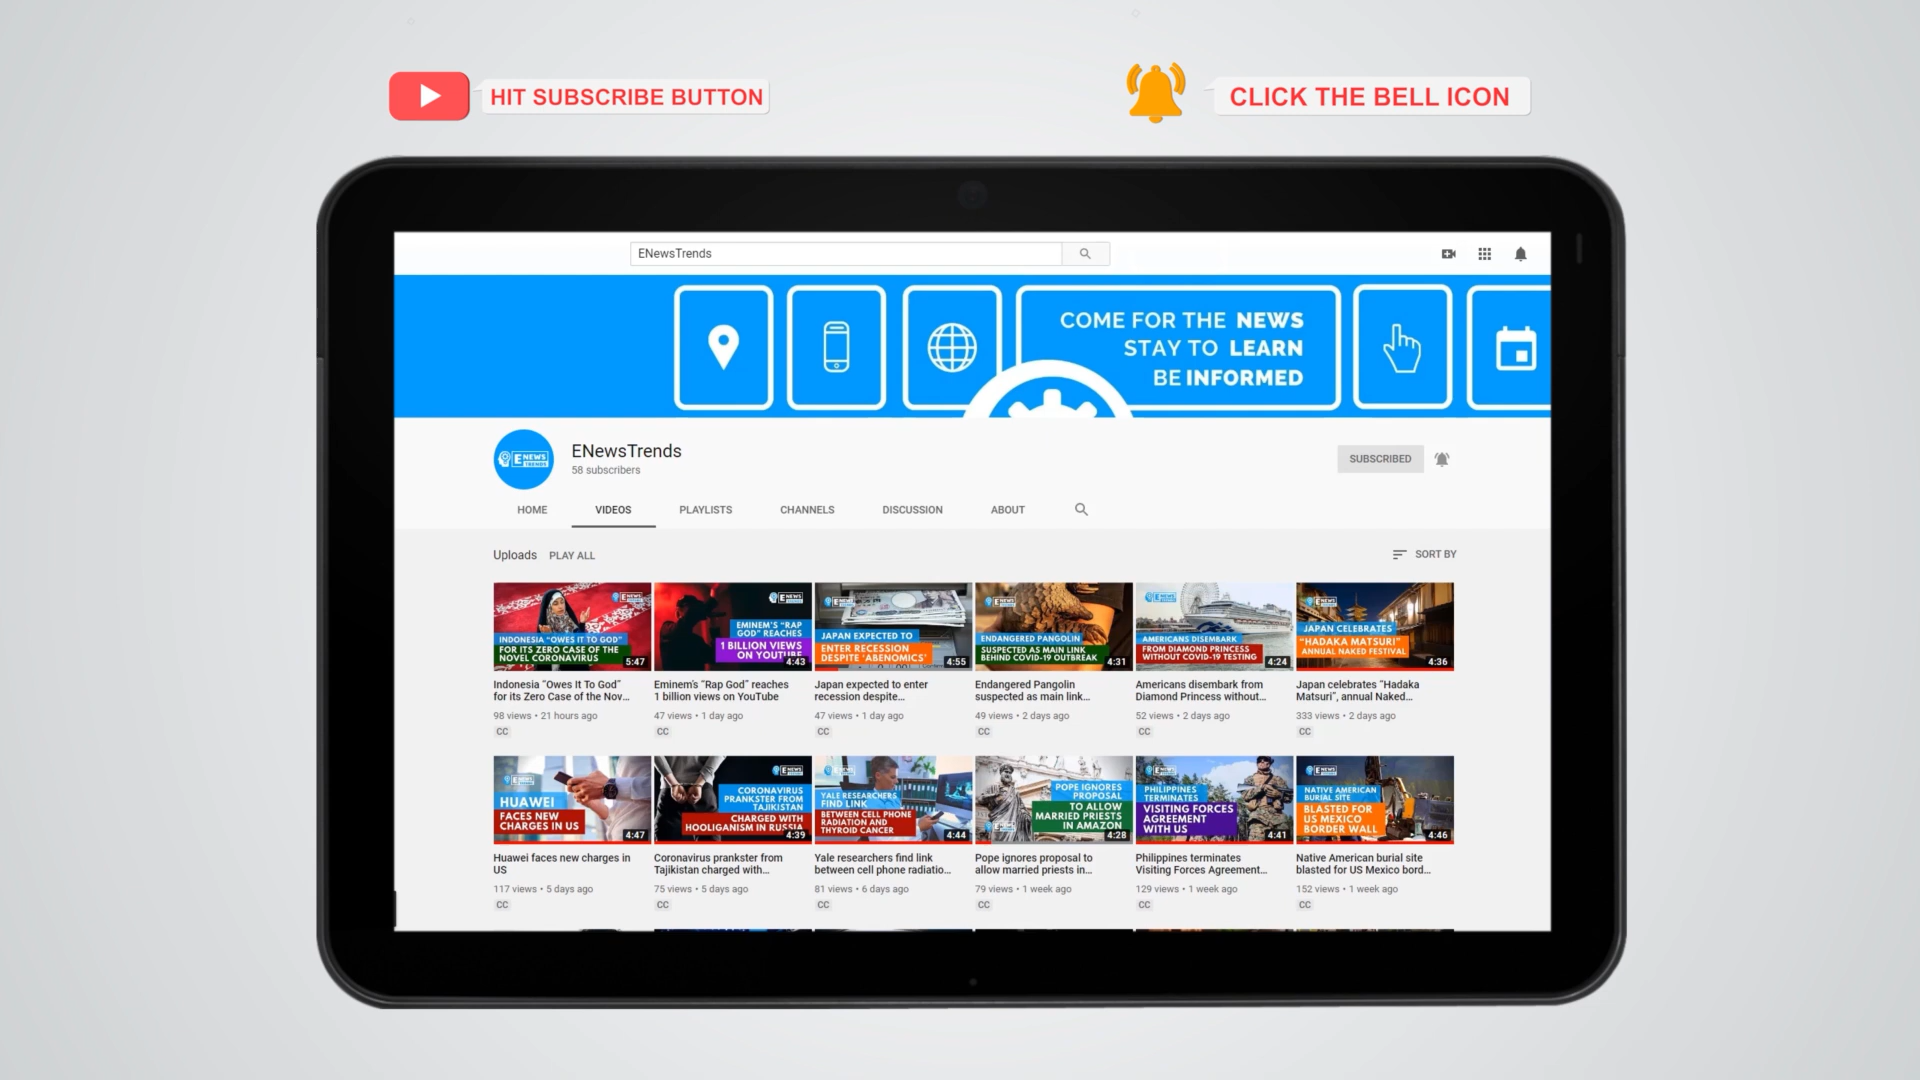 HIT SUBSCRIBE BUTTON
CLICK THE BELL ICON
ENewsTrends
COME FOR THE NEWS
STAY TO LEARN
BE INFORMED
E NEWS
TRENDS
ENewsTrends
58 subscribers
SUBSCRIBED
HOME VIDEOS PLAYLISTS CHANNELS DISCUSSION ABOUT
Uploads PLAY ALL
SORT BY
INDONESIA "OWES IT TO GOD"
FOR ITS ZERO CASE OF THE
NOVEL CORONAVIRUS
5:47
Indonesia "Owes It To God"
for its Zero Case of the Nov...
98 views • 21 hours ago
CC
EMINEM'S "RAP
GOD" REACHES
1 BILLION VIEWS
ON YOUTUBE
4:43
Eminem's "Rap God" reaches
1 billion views on YouTube
47 views • 1 day ago
CC
JAPAN EXPECTED TO
ENTER RECESSION
DESPITE 'ABENOMICS'
4:55
Japan expected to enter
recession despite...
47 views • 1 day ago
CC
ENDANGERED PANGOLIN
SUSPECTED AS MAIN LINK
BEHIND COVID-19 OUTBREAK
4:31
Endangered Pangolin
suspected as main link...
49 views • 2 days ago
CC
AMERICANS DISEMBARK
FROM DIAMOND PRINCESS
WITHOUT COVID-19 TESTING
4:24
Americans disembark from
Diamond Princess without...
52 views • 2 days ago
CC
JAPAN CELEBRATES
"HADAKA MATSURI"
ANNUAL NAKED FESTIVAL
4:36
Japan celebrates "Hadaka
Matsuri", annual Naked...
333 views • 2 days ago
CC
HUAWEI
FACES NEW
CHARGES IN US
4:47
Huawei faces new charges in
US
117 views • 5 days ago
CC
CORONAVIRUS
PRANKSTER FROM
TAJIKISTAN
CHARGED WITH
HOOLIGANISM IN RUSSIA
4:39
Coronavirus prankster from
Tajikistan charged with...
75 views • 5 days ago
CC
YALE RESEARCHERS
FIND LINK
BETWEEN CELL PHONE
RADIATION AND
THYROID CANCER
4:44
Yale researchers find link
between cell phone radiatio...
81 views • 6 days ago
CC
POPE IGNORES
PROPOSAL
TO ALLOW
MARRIED PRIESTS
IN AMAZON
4:28
Pope ignores proposal to
allow married priests in...
79 views • 1 week ago
CC
PHILIPPINES
TERMINATES
VISITING FORCES
AGREEMENT
WITH US
4:41
Philippines terminates
Visiting Forces Agreement...
129 views • 1 week ago
CC
NATIVE AMERICAN
BURIAL SITE
BLASTED FOR
US MEXICO
BORDER WALL
4:46
Native American burial site
blasted for US Mexico bord...
152 views • 1 week ago
CC